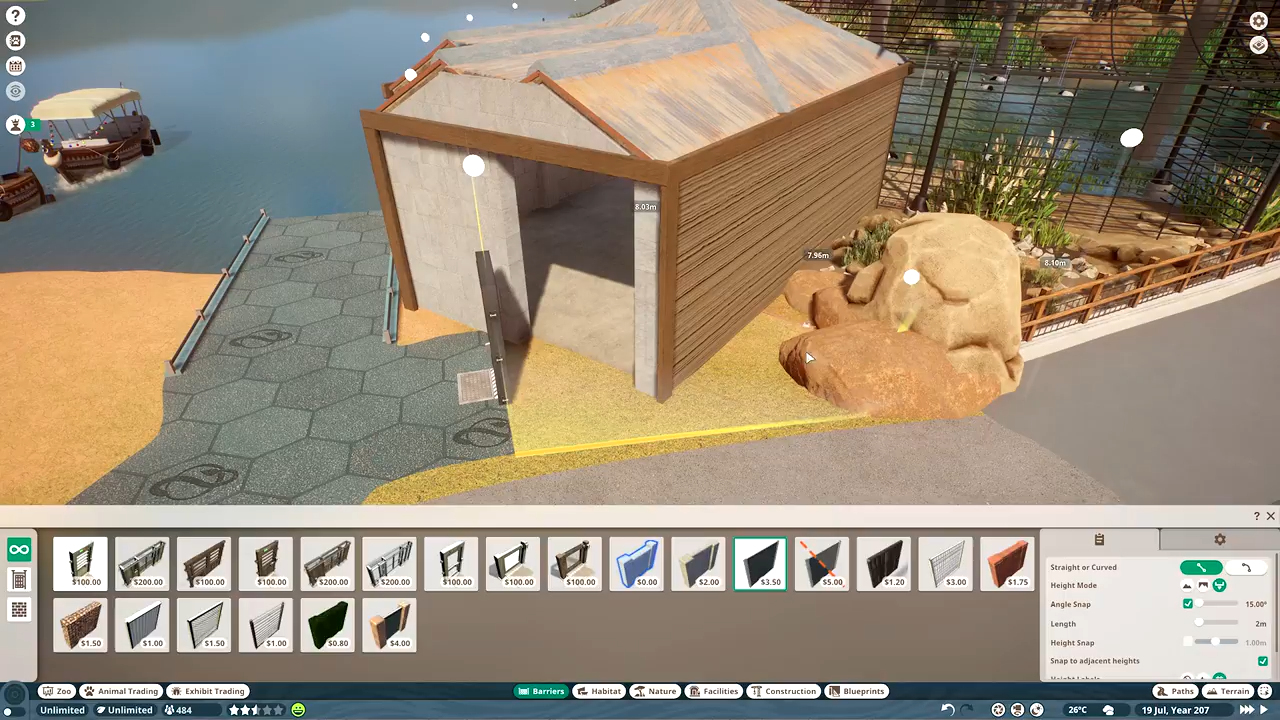 ?
3
8.03m
7.96m
8.10m
? ×
$100.00 $200.00 $100.00 $100.00 $200.00 $200.00 $100.00 $100.00 $100.00 $0.00 $2.00 $3.50 $5.00 $1.20 $3.00 $1.75
$1.50 $1.00 $1.50 $1.00 $0.80 $4.00
Straight or Curved
Height Mode
Angle Snap 15.00°
Length 2m
Height Snap 1.00m
Snap to adjacent heights
Height Labels
Zoo Animal Trading Exhibit Trading Barriers Habitat Nature Facilities Construction Blueprints Paths Terrain
Unlimited Unlimited 484 26°C 19 Jul, Year 207